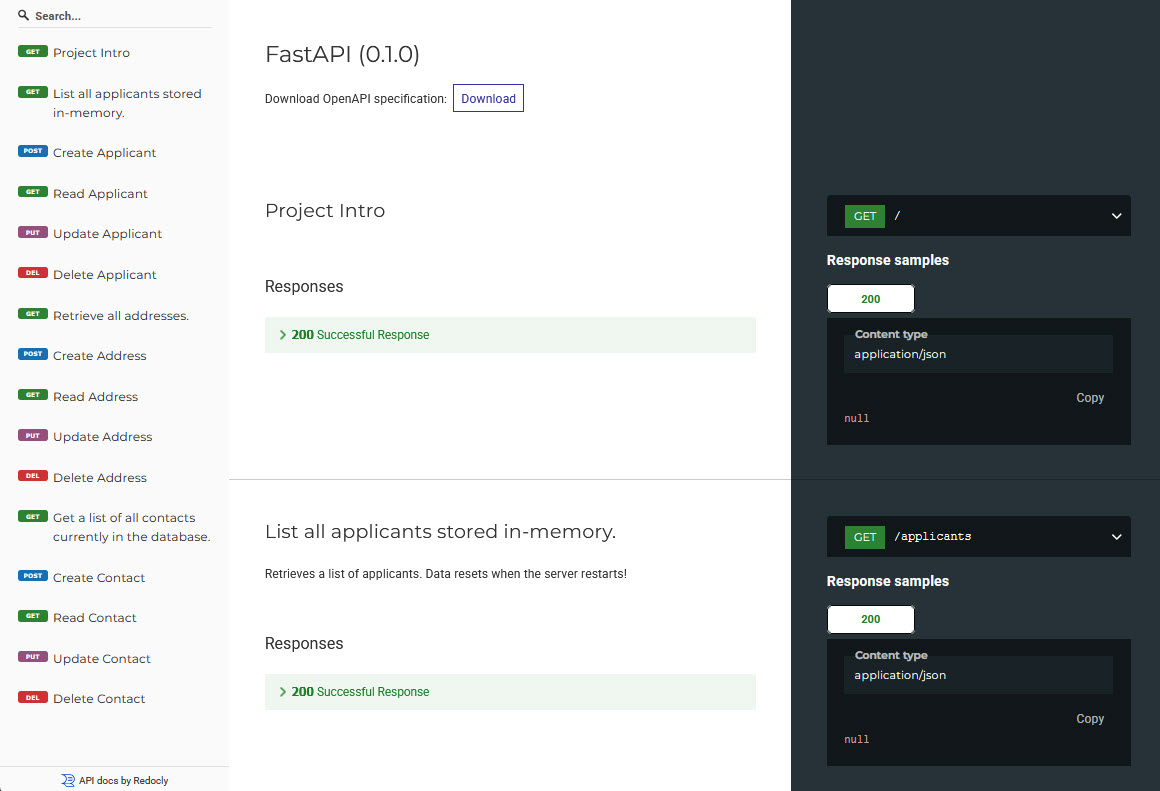 Search...
GET Project Intro
GET List all applicants stored
in-memory.
POST Create Applicant
GET Read Applicant
PUT Update Applicant
DEL Delete Applicant
GET Retrieve all addresses.
POST Create Address
GET Read Address
PUT Update Address
DEL Delete Address
GET Get a list of all contacts
currently in the database.
POST Create Contact
GET Read Contact
PUT Update Contact
DEL Delete Contact
API docs by Redocly
FastAPI (0.1.0)
Download OpenAPI specification: Download
Project Intro
Responses
200 Successful Response
GET /
Response samples
200
Content type
application/json
Copy
null
List all applicants stored in-memory.
Retrieves a list of applicants. Data resets when the server restarts!
Responses
200 Successful Response
GET /applicants
Response samples
200
Content type
application/json
Copy
null